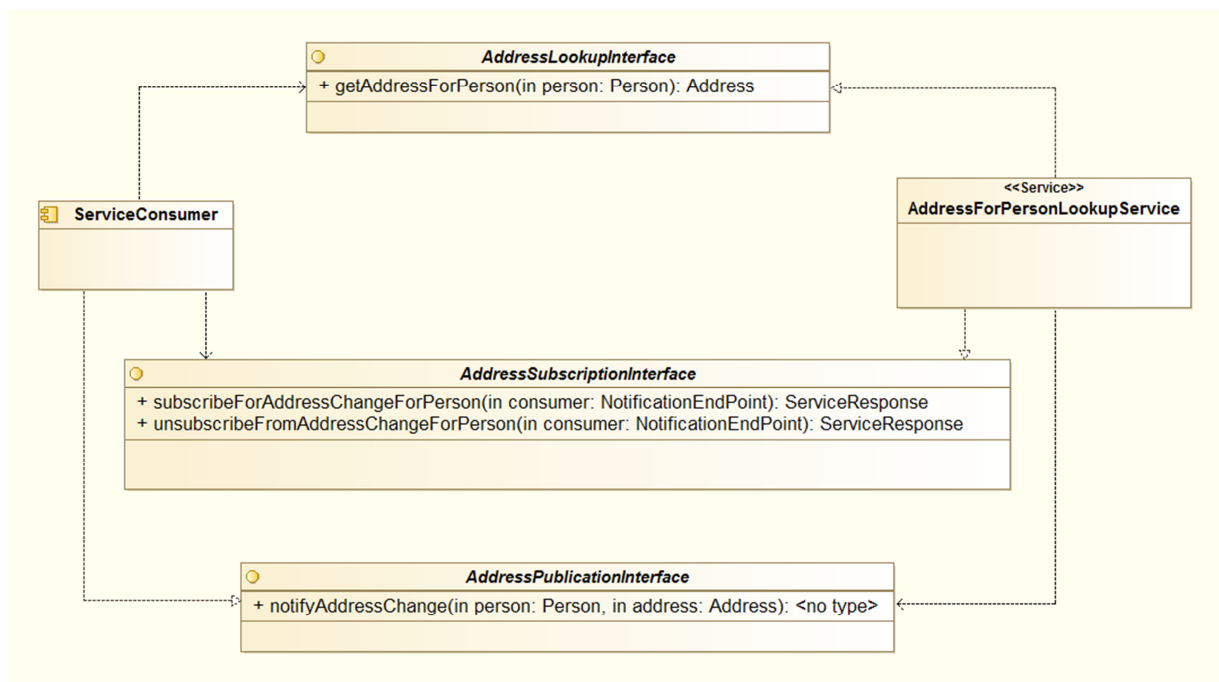 AddressLookupInterface
+ getAddressForPerson(in person: Person): Address
<<Service>>
AddressForPersonLookupService
ServiceConsumer
AddressSubscriptionInterface
+ subscribeForAddressChangeForPerson(in consumer: NotificationEndPoint): ServiceResponse
+ unsubscribeFromAddressChangeForPerson(in consumer: NotificationEndPoint): ServiceResponse
AddressPublicationInterface
+ notifyAddressChange(in person: Person, in address: Address): <no type>